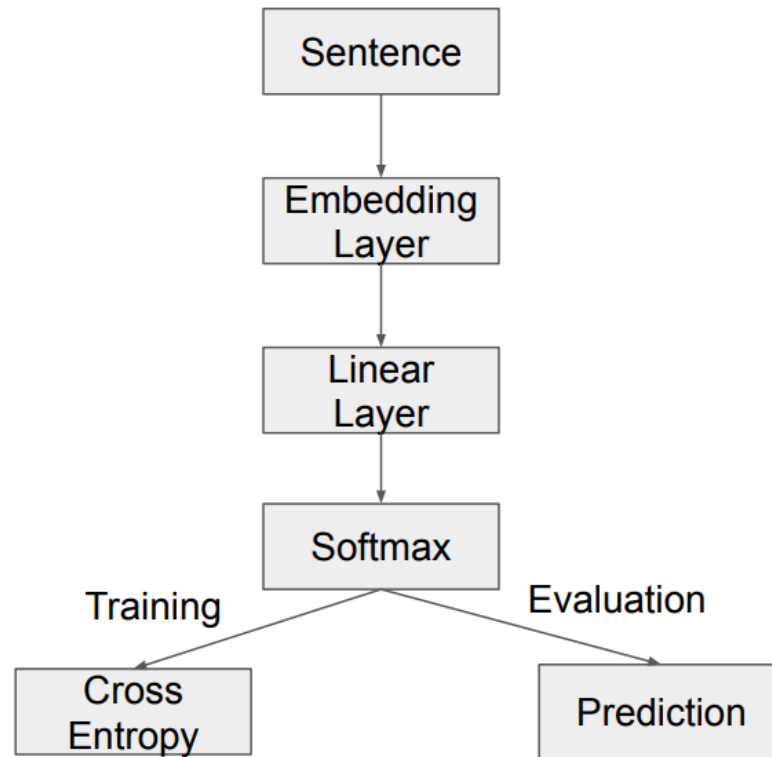 Sentence
Embedding
Layer
Linear
Layer
Softmax
Training
Evaluation
Cross
Entropy
Prediction